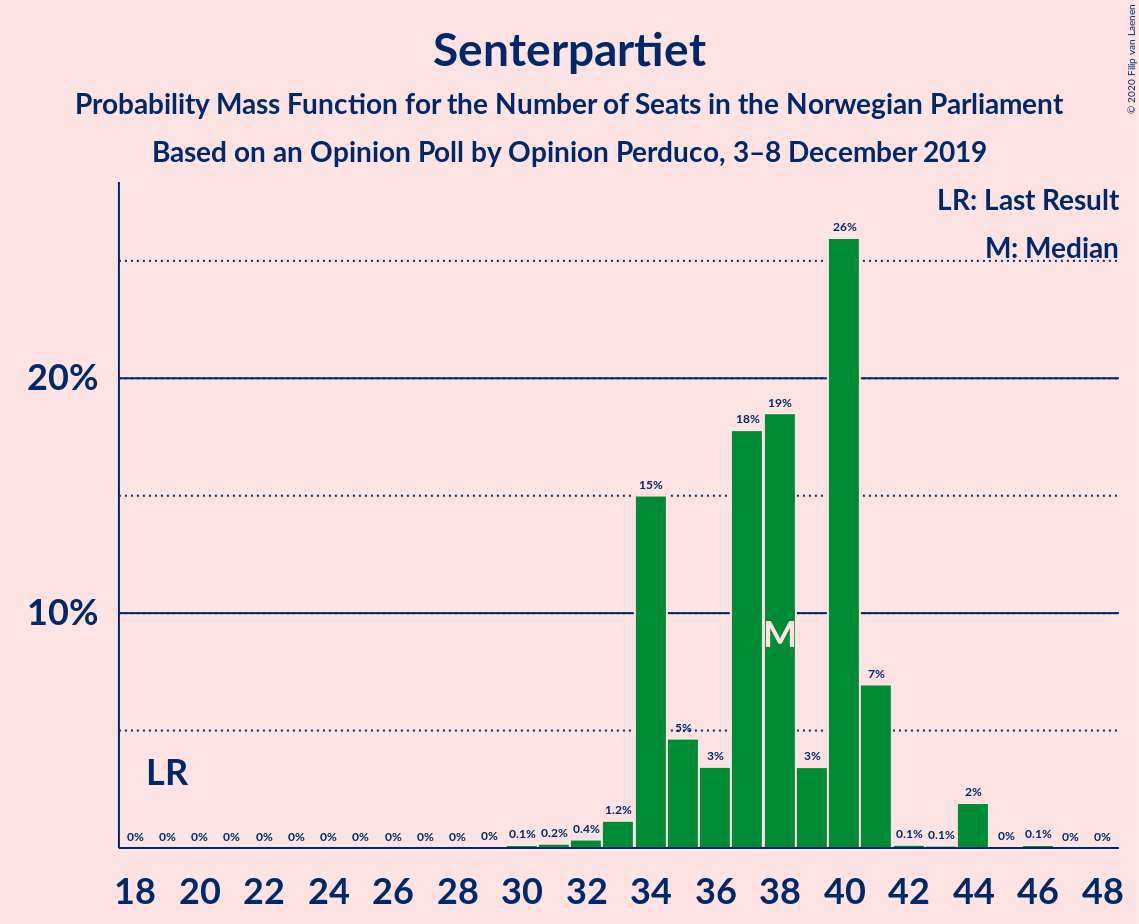 © 2020 Filip van Laenen
Senterpartiet
Probability Mass Function for the Number of Seats in the Norwegian Parliament
Based on an Opinion Poll by Opinion Perduco, 3–8 December 2019
LR: Last Result
M: Median
20%
10%
LR
M
0% 0% 0% 0% 0% 0% 0% 0% 0% 0% 0% 0% 0.1% 0.2% 0.4% 1.2% 15% 5% 3% 18% 19% 3% 26% 7% 0.1% 0.1% 2% 0% 0.1% 0% 0%
18 20 22 24 26 28 30 32 34 36 38 40 42 44 46 48